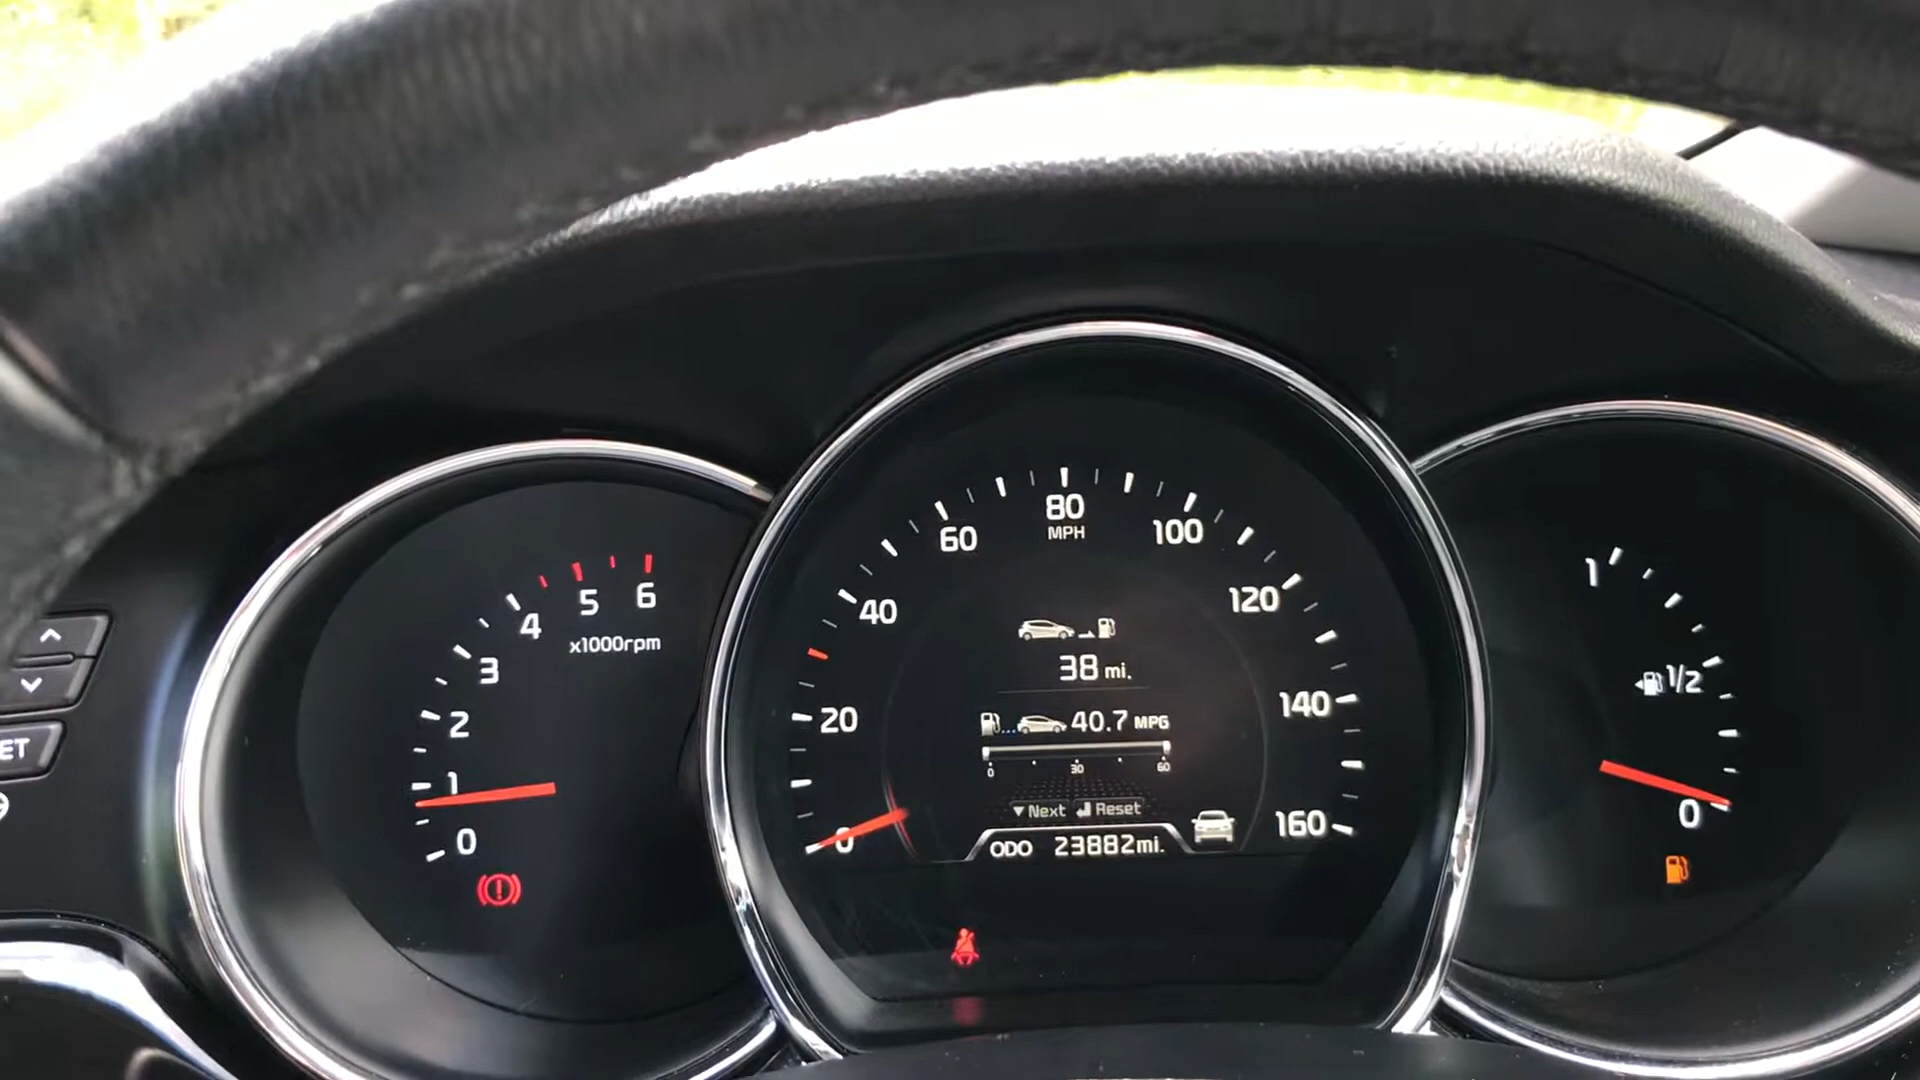 ET
0
1
2
3
4
5
6
x1000rpm
0
20
40
60
80
MPH
100
120
140
160
38 mi.
40.7 MPG
0 30 60
▼Next Reset
ODO 23882mi.
1
1/2
0